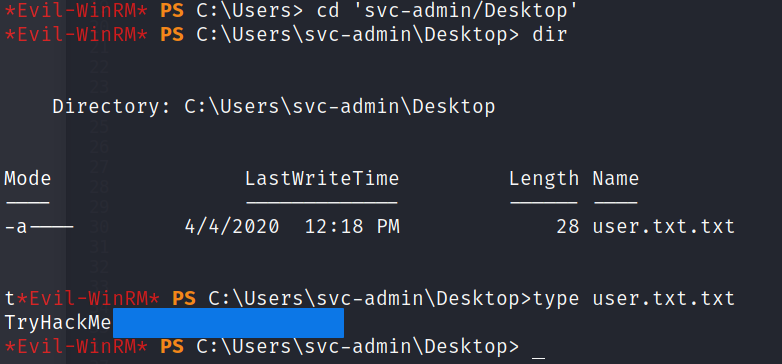 *Evil-WinRM* PS C:\Users> cd 'svc-admin/Desktop'
*Evil-WinRM* PS C:\Users\svc-admin\Desktop> dir
Directory: C:\Users\svc-admin\Desktop
Mode LastWriteTime Length Name
---- ------------- ------ ----
-a---- 4/4/2020 12:18 PM 28 user.txt.txt
t*Evil-WinRM* PS C:\Users\svc-admin\Desktop>type user.txt.txt
TryHackMe
*Evil-WinRM* PS C:\Users\svc-admin\Desktop> _